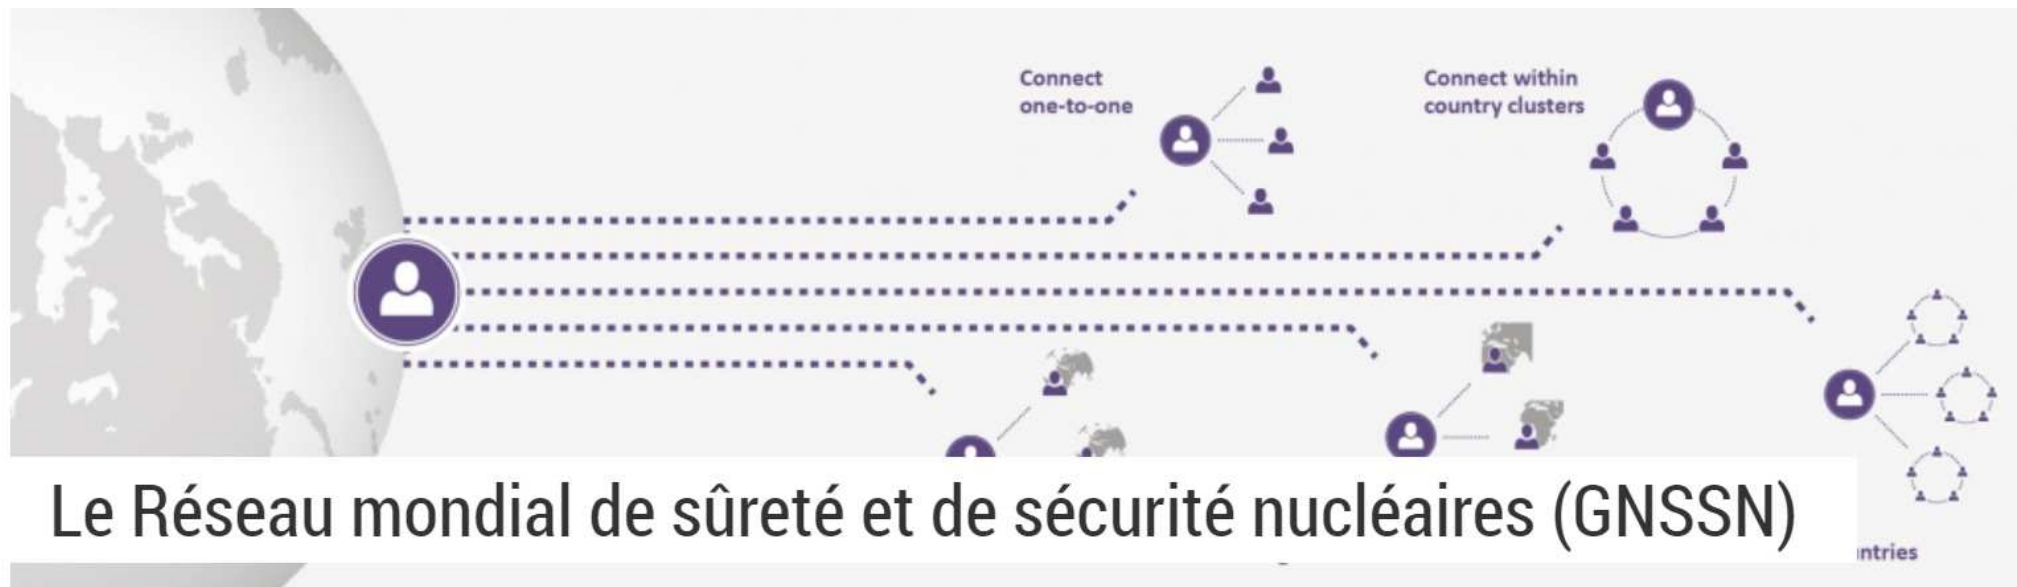 Connect
one-to-one
Connect within
country clusters
Le Réseau mondial de sûreté et de sécurité nucléaires (GNSSN)